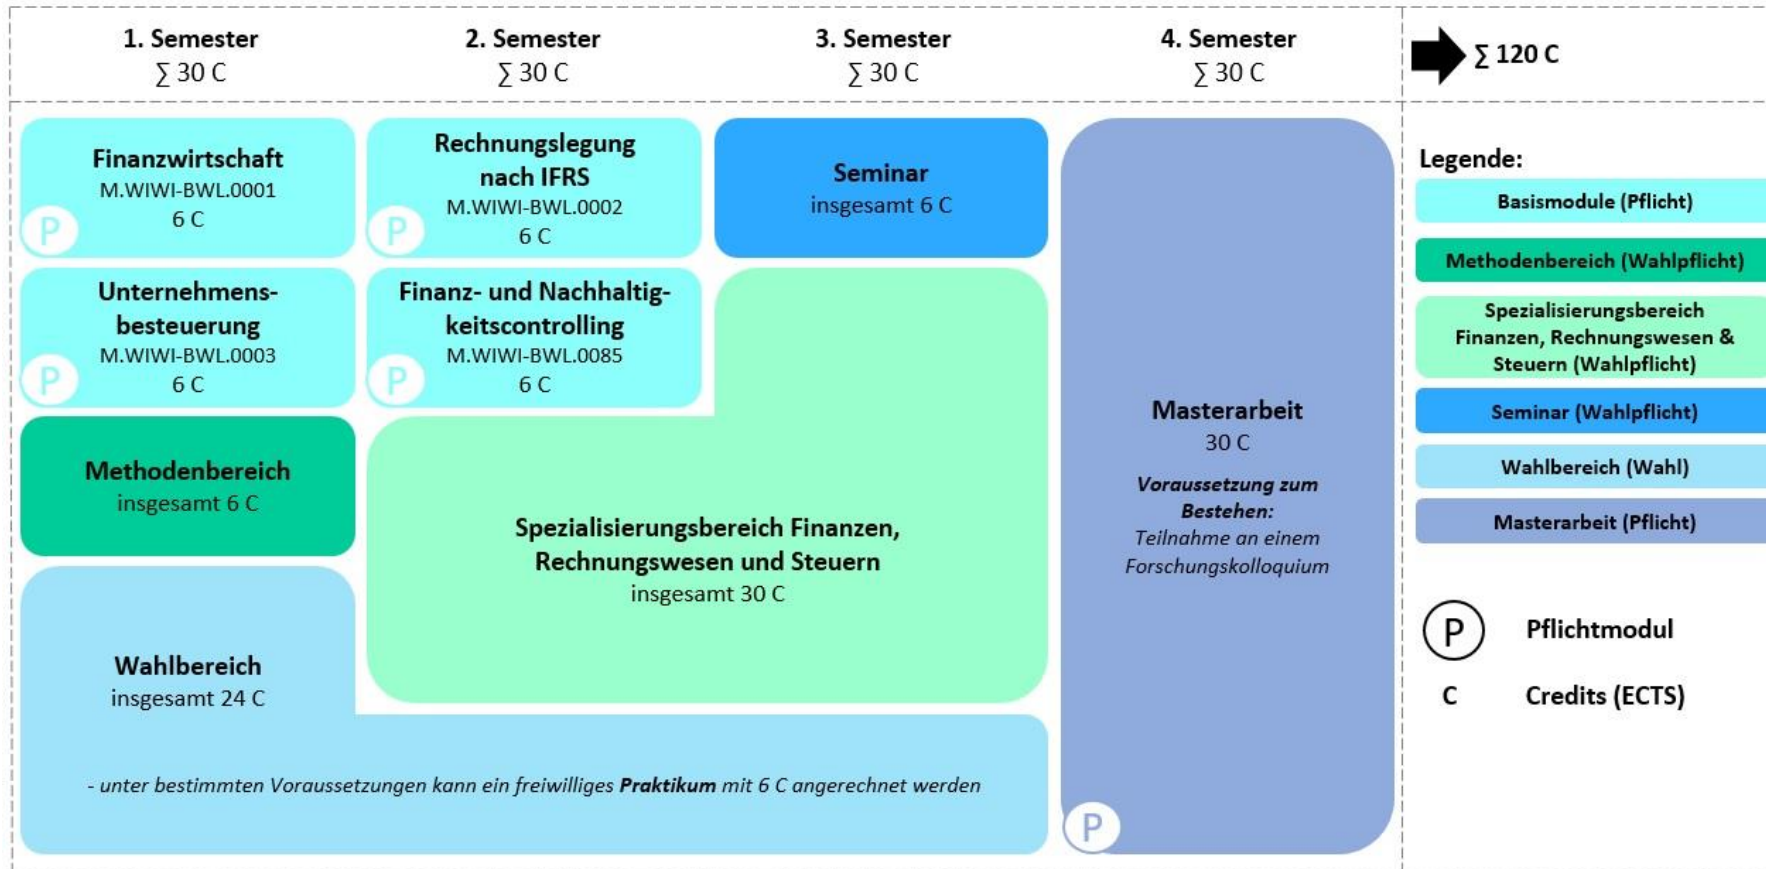 1. Semester
∑ 30 C
2. Semester
∑ 30 C
3. Semester
∑ 30 C
4. Semester
∑ 30 C
∑ 120 C
Finanzwirtschaft
M.WIWI-BWL.0001
6 C
P
Rechnungslegung
nach IFRS
M.WIWI-BWL.0002
6 C
P
Seminar
insgesamt 6 C
Unternehmens-
besteuerung
M.WIWI-BWL.0003
6 C
P
Finanz- und Nachhaltig-
keitscontrolling
M.WIWI-BWL.0085
6 C
P
Methodenbereich
insgesamt 6 C
Spezialisierungsbereich Finanzen,
Rechnungswesen und Steuern
insgesamt 30 C
Wahlbereich
insgesamt 24 C
- unter bestimmten Voraussetzungen kann ein freiwilliges Praktikum mit 6 C angerechnet werden
Masterarbeit
30 C
Voraussetzung zum
Bestehen:
Teilnahme an einem
Forschungskolloquium
P
Legende:
Basismodule (Pflicht)
Methodenbereich (Wahlpflicht)
Spezialisierungsbereich
Finanzen, Rechnungswesen &
Steuern (Wahlpflicht)
Seminar (Wahlpflicht)
Wahlbereich (Wahl)
Masterarbeit (Pflicht)
P Pflichtmodul
C Credits (ECTS)